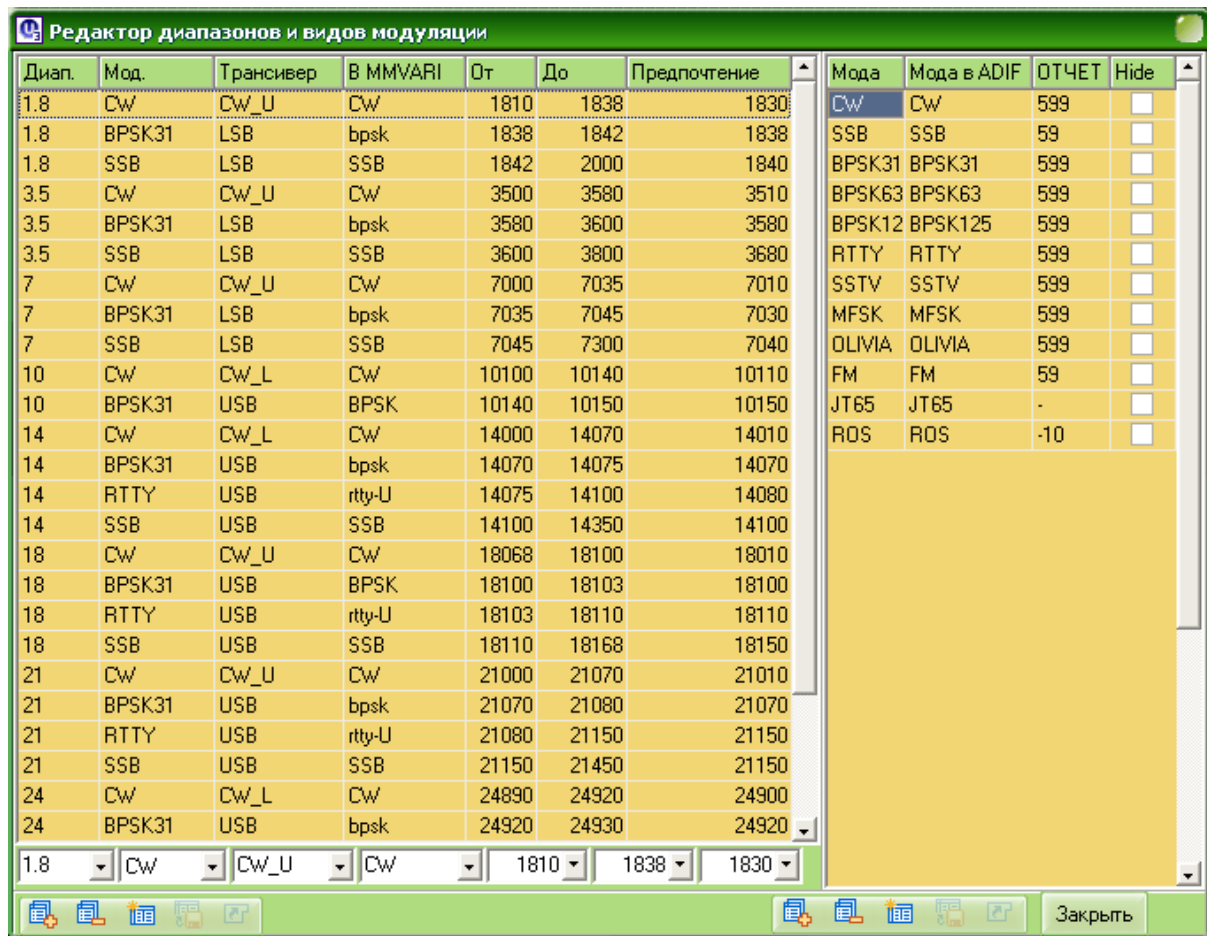 Редактор диапазонов и видов модуляции
Диап. Мод. Трансивер В MMVARI От До Предпочтение
1.8 CW CW_U CW 1810 1838 1830
1.8 BPSK31 LSB bpsk 1838 1842 1838
1.8 SSB LSB SSB 1842 2000 1840
3.5 CW CW_U CW 3500 3580 3510
3.5 BPSK31 LSB bpsk 3580 3600 3580
3.5 SSB LSB SSB 3600 3800 3680
7 CW CW_U CW 7000 7035 7010
7 BPSK31 LSB bpsk 7035 7045 7030
7 SSB LSB SSB 7045 7300 7040
10 CW CW_L CW 10100 10140 10110
10 BPSK31 USB BPSK 10140 10150 10150
14 CW CW_L CW 14000 14070 14010
14 BPSK31 USB bpsk 14070 14075 14070
14 RTTY USB rtty-U 14075 14100 14080
14 SSB USB SSB 14100 14350 14100
18 CW CW_U CW 18068 18100 18010
18 BPSK31 USB BPSK 18100 18103 18100
18 RTTY USB rtty-U 18103 18110 18110
18 SSB USB SSB 18110 18168 18150
21 CW CW_U CW 21000 21070 21010
21 BPSK31 USB bpsk 21070 21080 21070
21 RTTY USB rtty-U 21080 21150 21150
21 SSB USB SSB 21150 21450 21150
24 CW CW_L CW 24890 24920 24900
24 BPSK31 USB bpsk 24920 24930 24920
1.8 CW CW_U CW 1810 1838 1830
Мода Мода в ADIF ОТЧЕТ Hide
CW CW 599
SSB SSB 59
BPSK31 BPSK31 599
BPSK63 BPSK63 599
BPSK12 BPSK125 599
RTTY RTTY 599
SSTV SSTV 599
MFSK MFSK 599
OLIVIA OLIVIA 599
FM FM 59
JT65 JT65 -
ROS ROS -10
Закрыть